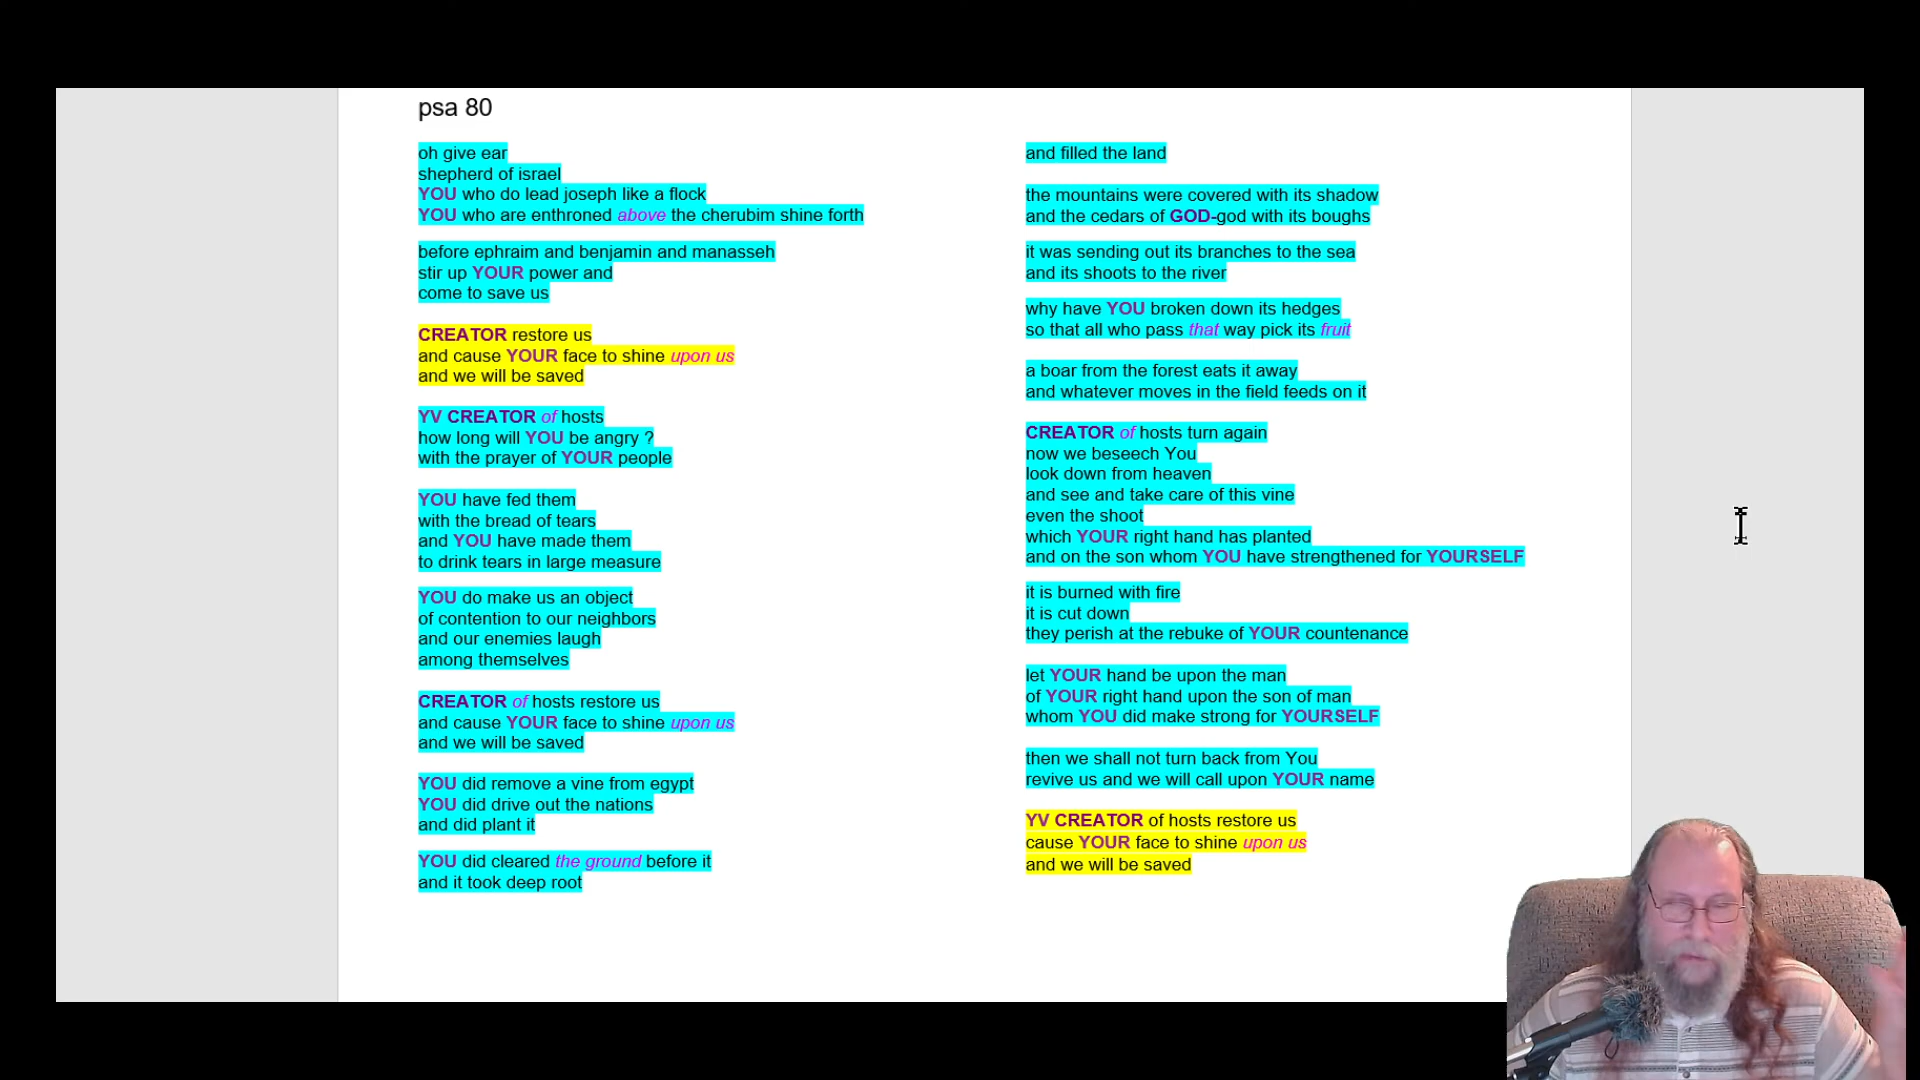 psa 80
oh give ear
shepherd of israel
YOU who do lead joseph like a flock
YOU who are enthroned above the cherubim shine forth
before ephraim and benjamin and manasseh
stir up YOUR power and
come to save us
CREATOR restore us
and cause YOUR face to shine upon us
and we will be saved
YV CREATOR of hosts
how long will YOU be angry ?
with the prayer of YOUR people
YOU have fed them
with the bread of tears
and YOU have made them
to drink tears in large measure
YOU do make us an object
of contention to our neighbors
and our enemies laugh
among themselves
CREATOR of hosts restore us
and cause YOUR face to shine upon us
and we will be saved
YOU did remove a vine from egypt
YOU did drive out the nations
and did plant it
YOU did cleared the ground before it
and it took deep root
and filled the land
the mountains were covered with its shadow
and the cedars of GOD-god with its boughs
it was sending out its branches to the sea
and its shoots to the river
why have YOU broken down its hedges
so that all who pass that way pick its fruit
a boar from the forest eats it away
and whatever moves in the field feeds on it
CREATOR of hosts turn again
now we beseech You
look down from heaven
and see and take care of this vine
even the shoot
which YOUR right hand has planted
and on the son whom YOU have strengthened for YOURSELF
it is burned with fire
it is cut down
they perish at the rebuke of YOUR countenance
let YOUR hand be upon the man
of YOUR right hand upon the son of man
whom YOU did make strong for YOURSELF
then we shall not turn back from You
revive us and we will call upon YOUR name
YV CREATOR of hosts restore us
cause YOUR face to shine upon us
and we will be saved